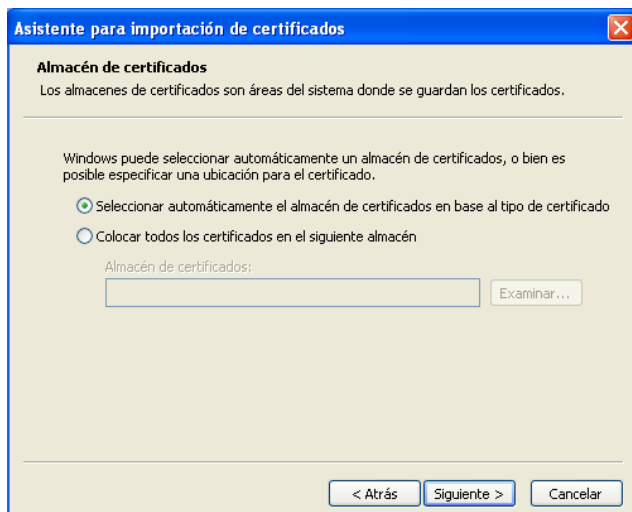 Asistente para importación de certificados
Almacén de certificados
Los almacenes de certificados son áreas del sistema donde se guardan los certificados.
Windows puede seleccionar automáticamente un almacén de certificados, o bien es
posible especificar una ubicación para el certificado.
Seleccionar automáticamente el almacén de certificados en base al tipo de certificado
Colocar todos los certificados en el siguiente almacén
Almacén de certificados:
Examinar...
< Atrás Siguiente > Cancelar